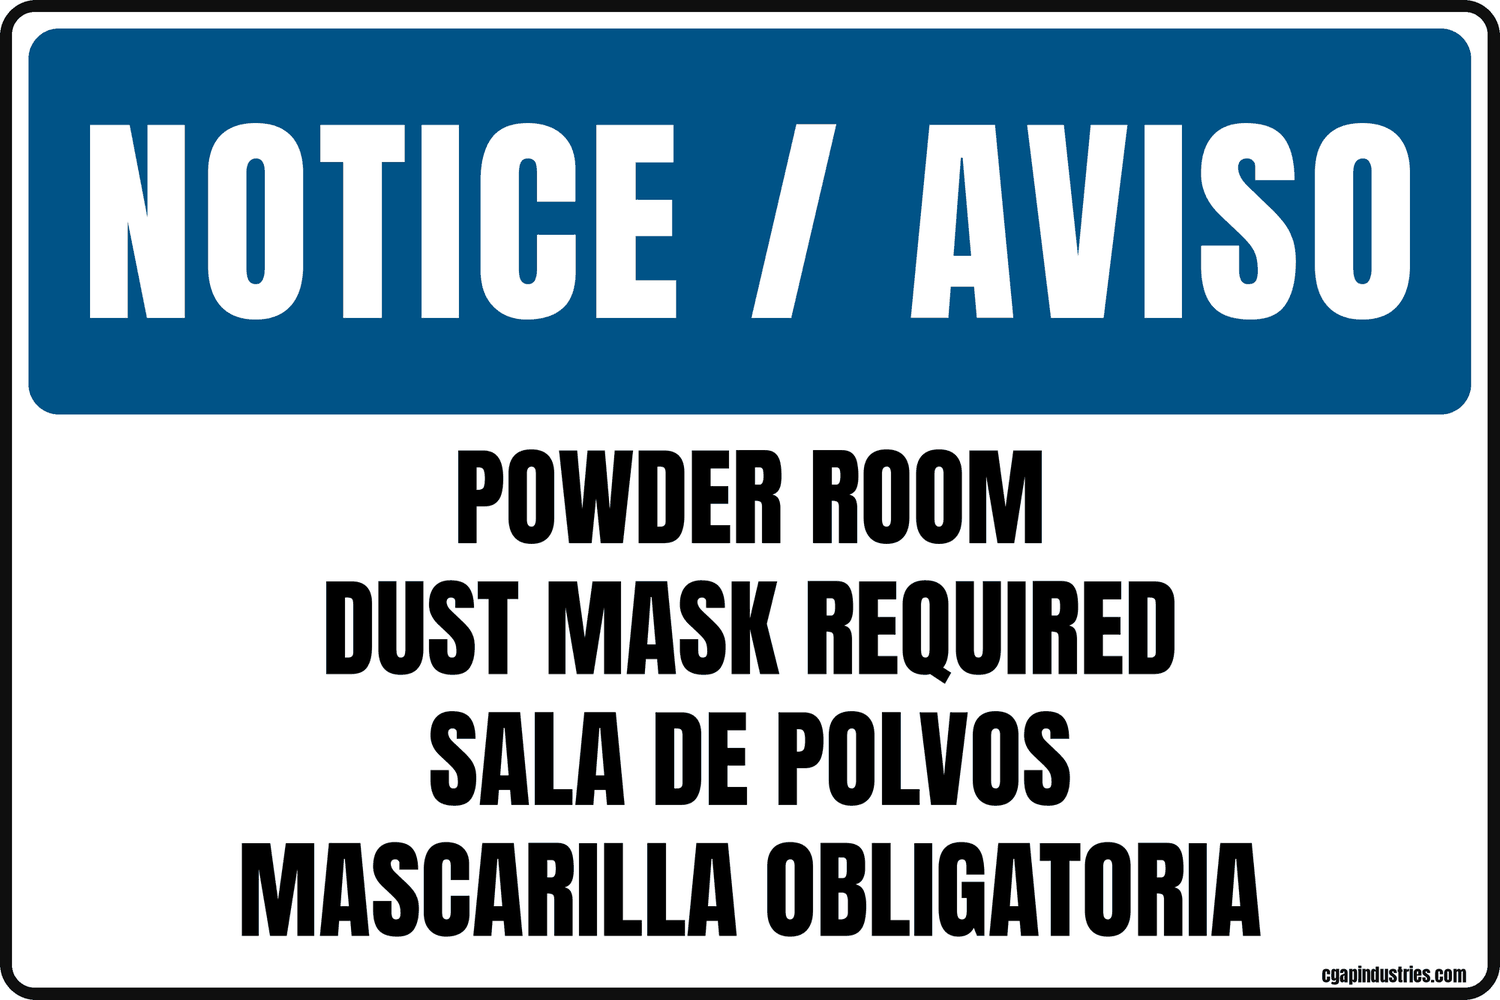 NOTICE / AVISO
POWDER ROOM
DUST MASK REQUIRED
SALA DE POLVOS
MASCARILLA OBLIGATORIA
cgapindustries.com